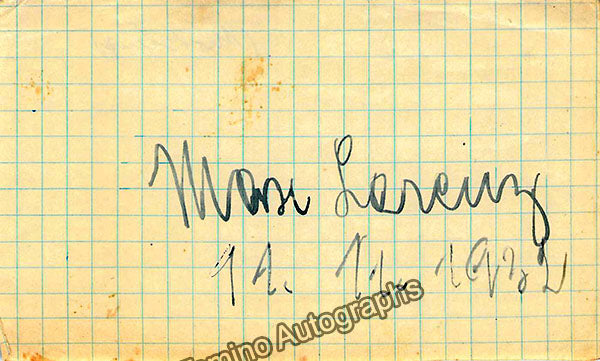 Max Lorenz
11. 11. 1932
Tamino Autographs